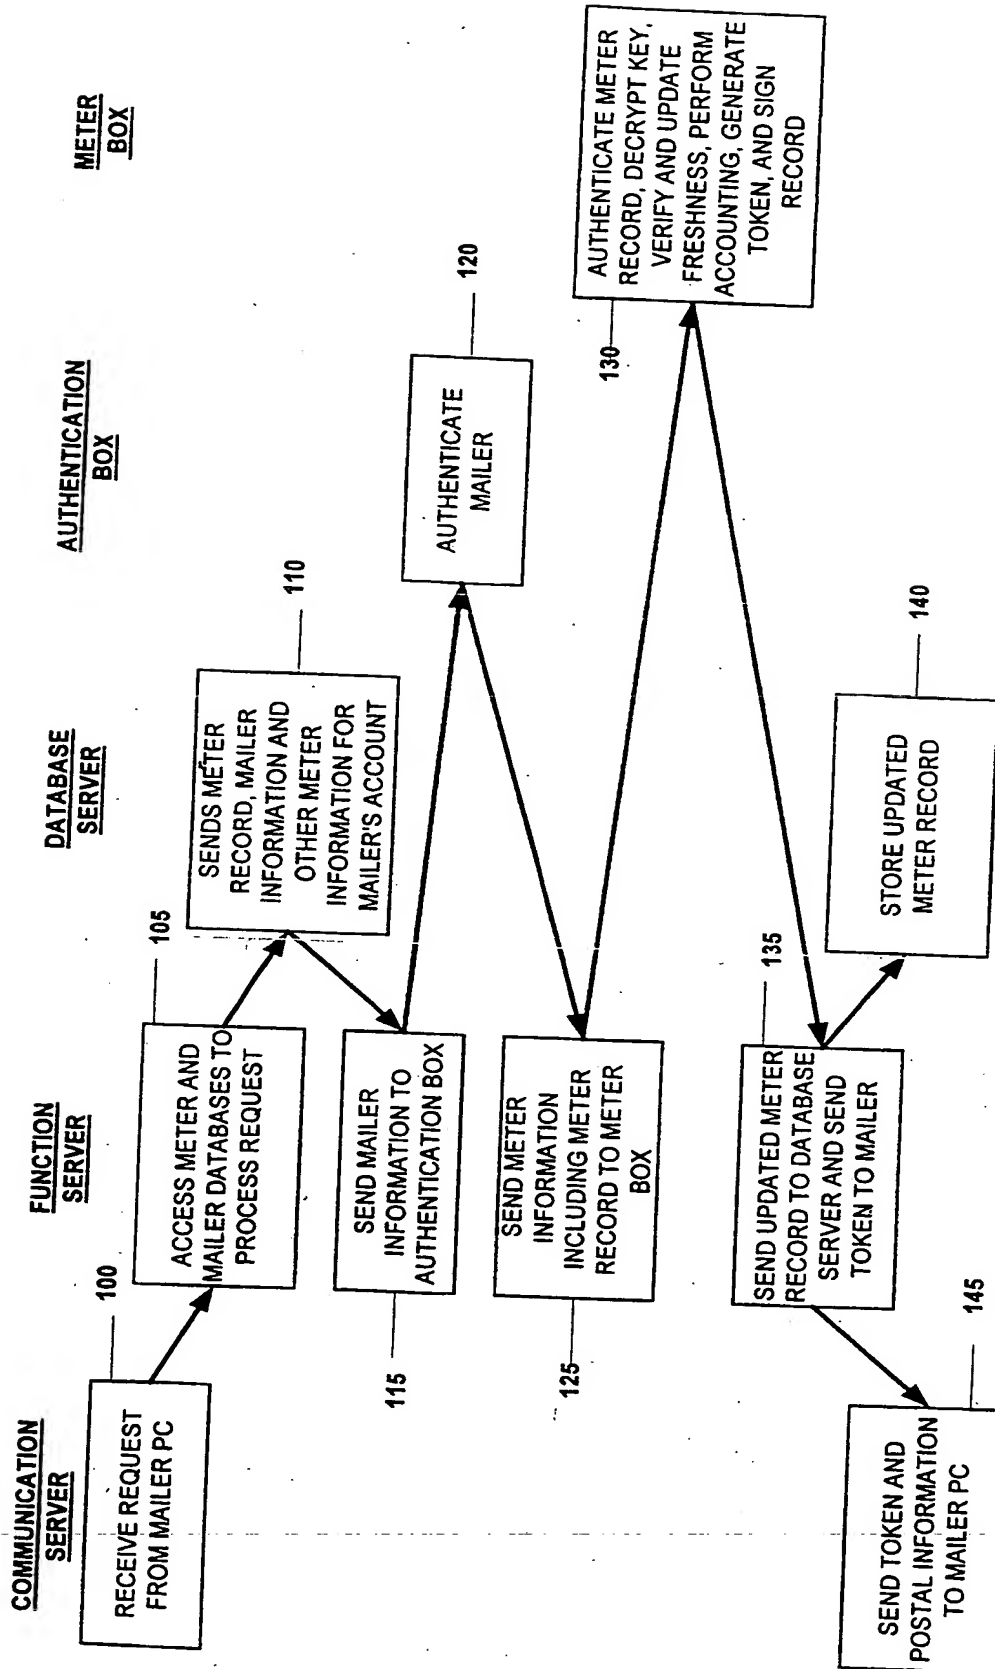 COMMUNICATION
SERVER
FUNCTION
SERVER
DATABASE
SERVER
AUTHENTICATION
BOX
METER
BOX
100
RECEIVE REQUEST
FROM MAILER PC
105
ACCESS METER AND
MAILER DATABASES TO
PROCESS REQUEST
110
SENDS METER
RECORD, MAILER
INFORMATION AND
OTHER METER
INFORMATION FOR
MAILER'S ACCOUNT
SEND MAILER
INFORMATION TO
AUTHENTICATION BOX
115
120
AUTHENTICATE
MAILER
SEND METER
INFORMATION
INCLUDING METER
RECORD TO METER
BOX
125
130
AUTHENTICATE METER
RECORD, DECRYPT KEY,
VERIFY AND UPDATE
FRESHNESS, PERFORM
ACCOUNTING, GENERATE
TOKEN, AND SIGN
RECORD
135
SEND UPDATED METER
RECORD TO DATABASE
SERVER AND SEND
TOKEN TO MAILER
140
STORE UPDATED
METER RECORD
145
SEND TOKEN AND
POSTAL INFORMATION
TO MAILER PC